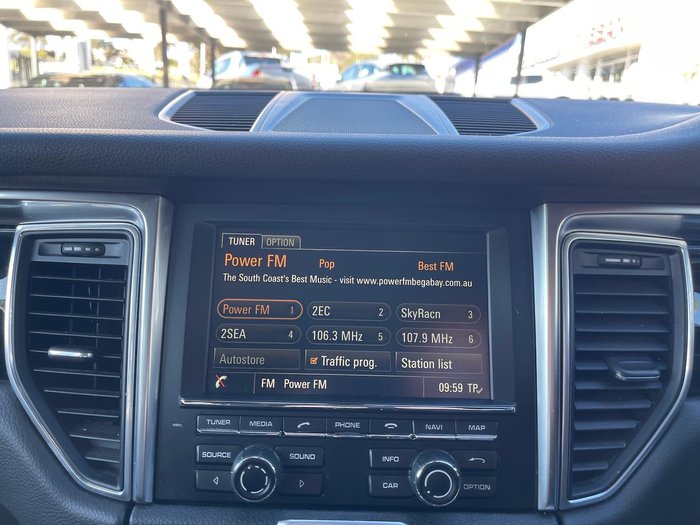 TUNER OPTION
Power FM Pop Best FM
The South Coast's Best Music - visit www.powerfmbegabay.com.au
Power FM 1 2EC 2 SkyRacn 3
2SEA 4 106.3 MHz 5 107.9 MHz 6
Autostore Traffic prog. Station list
FM Power FM 09:59 TP
TUNER MEDIA PHONE NAVI MAP
SOURCE SOUND INFO
CAR OPTION